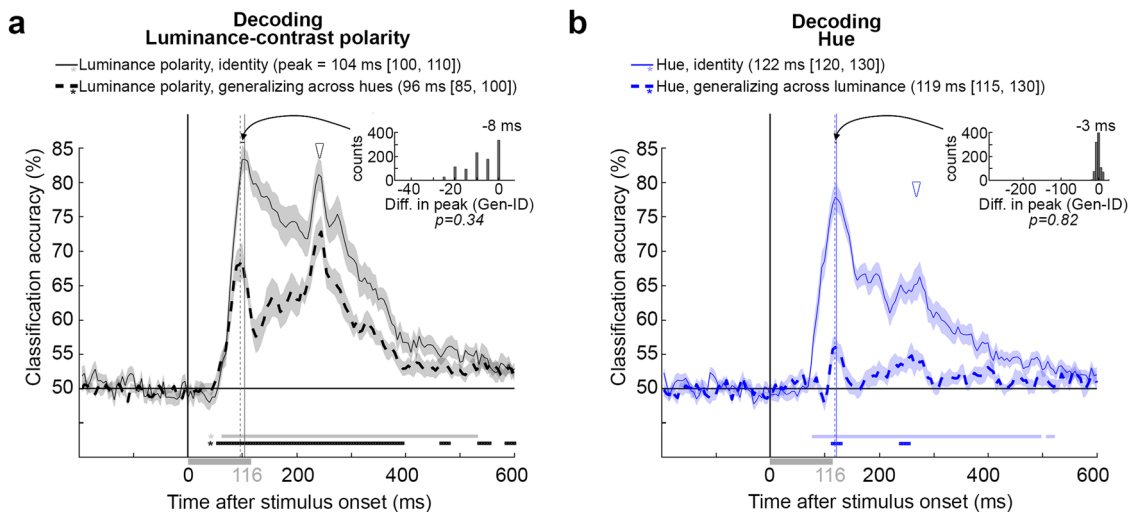 a
Decoding
Luminance-contrast polarity
Luminance polarity, identity (peak = 104 ms [100, 110])
*
Luminance polarity, generalizing across hues (96 ms [85, 100])
*
Classification accuracy (%)
85
80
75
70
65
60
55
50
-8 ms
counts
400
200
0
-40
-20
0
Diff. in peak (Gen-ID)
p=0.34
*
*
0
116
200
400
600
Time after stimulus onset (ms)
b
Decoding
Hue
Hue, identity (122 ms [120, 130])
*
Hue, generalizing across luminance (119 ms [115, 130])
*
Classification accuracy (%)
85
80
75
70
65
60
55
50
-3 ms
counts
400
200
0
-200
-100
0
Diff. in peak (Gen-ID)
p=0.82
0
116
200
400
600
Time after stimulus onset (ms)